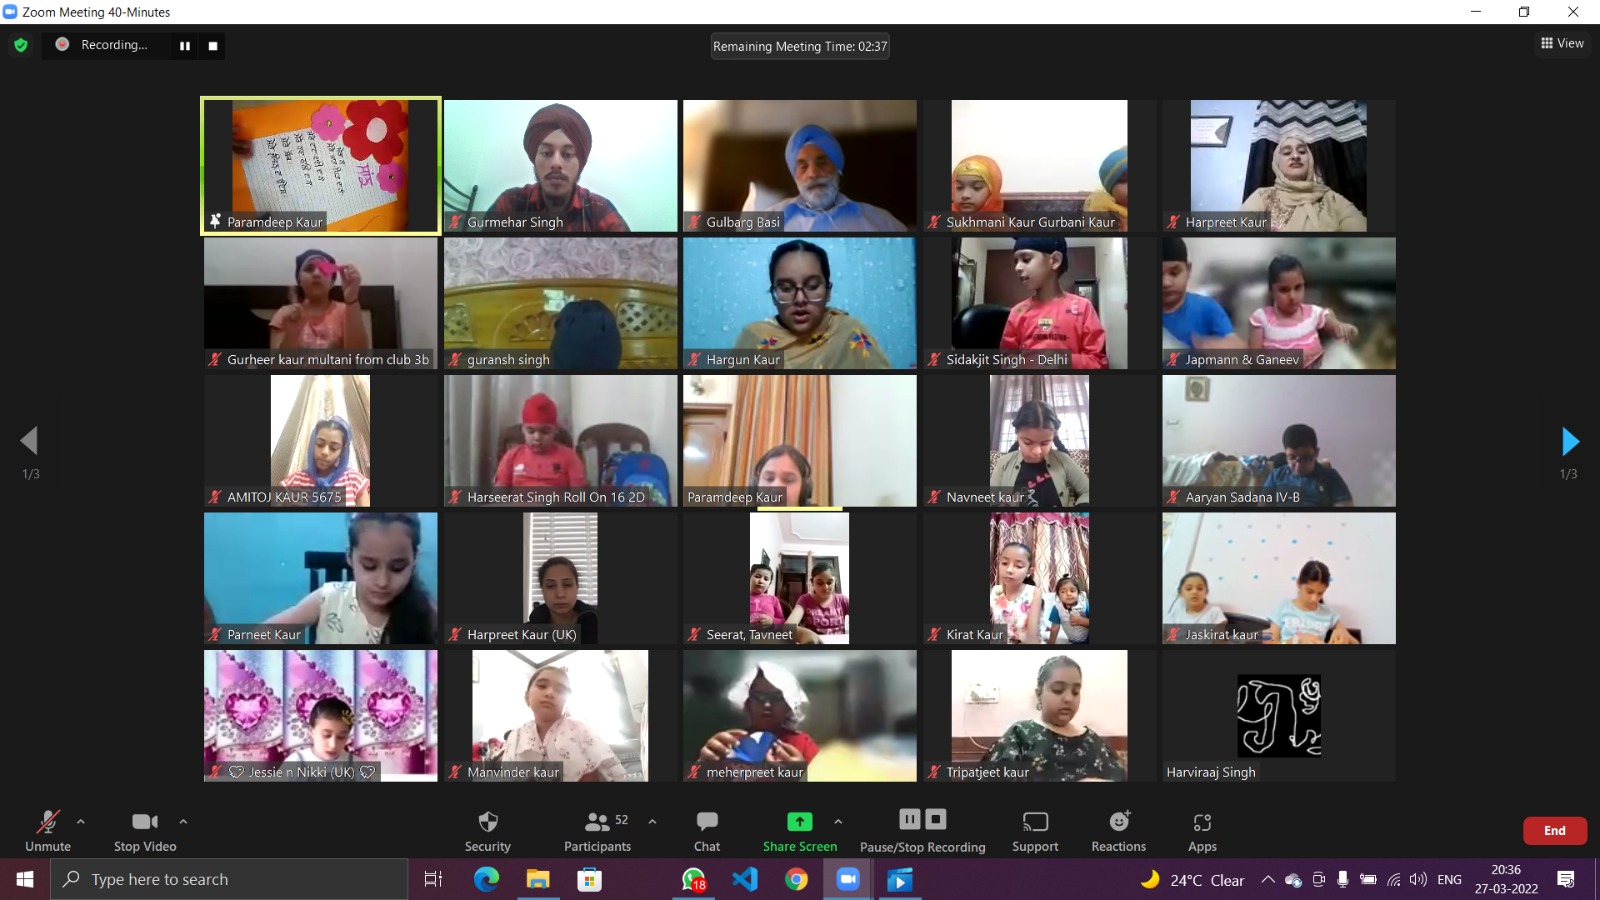 Zoom Meeting 40-Minutes
Recording...
Remaining Meeting Time: 02:37
View
Paramdeep Kaur
Gurmehar Singh
Gulbarg Basi
Sukhmani Kaur Gurbani Kaur
Harpreet Kaur
Gurheer kaur multani from club 3b
guransh singh
Hargun Kaur
Sidakjit Singh - Delhi
Japmann & Ganeev
1/3
1/3
AMITOJ KAUR 5675
Harseerat Singh Roll On 16 2D
Paramdeep Kaur
Navneet kaur
Aaryan Sadana IV-B
Parneet Kaur
Harpreet Kaur (UK)
Seerat, Tavneet
Kirat Kaur
Jaskirat kaur
Jessie n Nikki (UK)
Manvinder kaur
meherpreet kaur
Tripatjeet kaur
Harviraaj Singh
Unmute
Stop Video
Security
52
Participants
Chat
Share Screen
Pause/Stop Recording
Support
Reactions
Apps
End
Type here to search
18
24°C Clear
ENG
20:36
27-03-2022